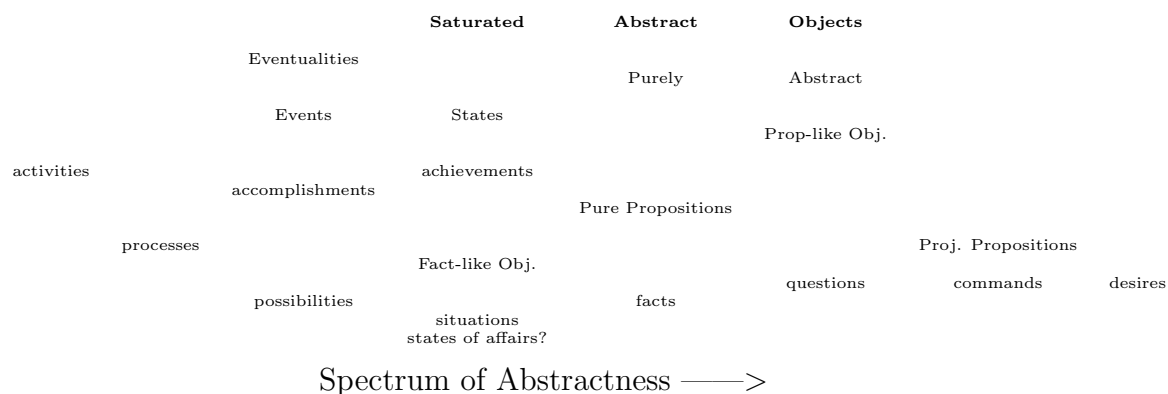 Saturated Abstract Objects
Eventualities
Purely Abstract
Events States
Prop-like Obj.
activities achievements
accomplishments
Pure Propositions
processes Proj. Propositions
Fact-like Obj.
questions commands desires
possibilities facts
situations
states of affairs?
Spectrum of Abstractness ——>